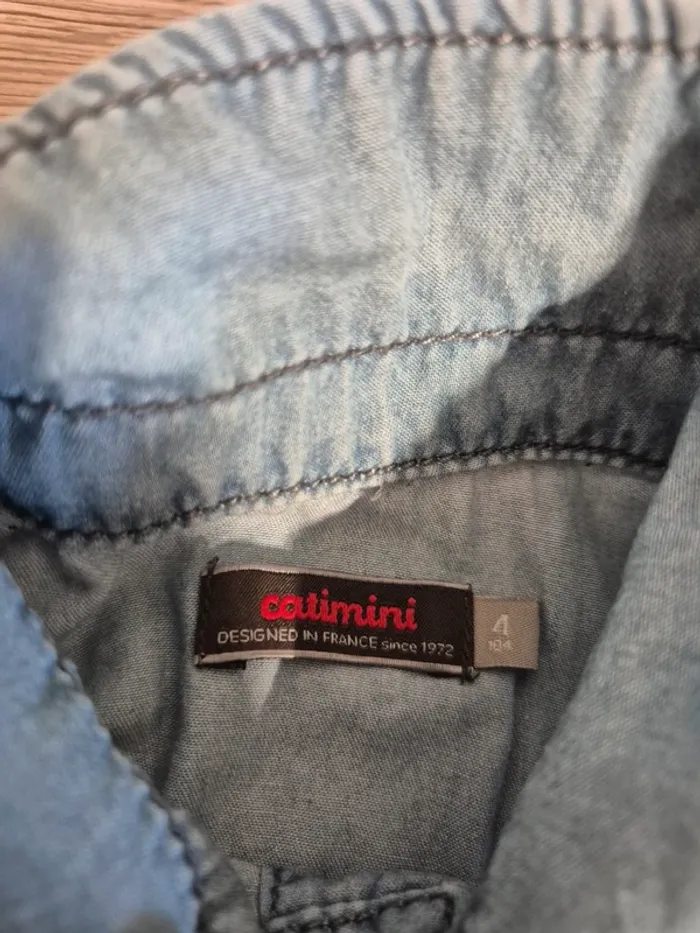 catimini
DESIGNED IN FRANCE since 1972
4
104